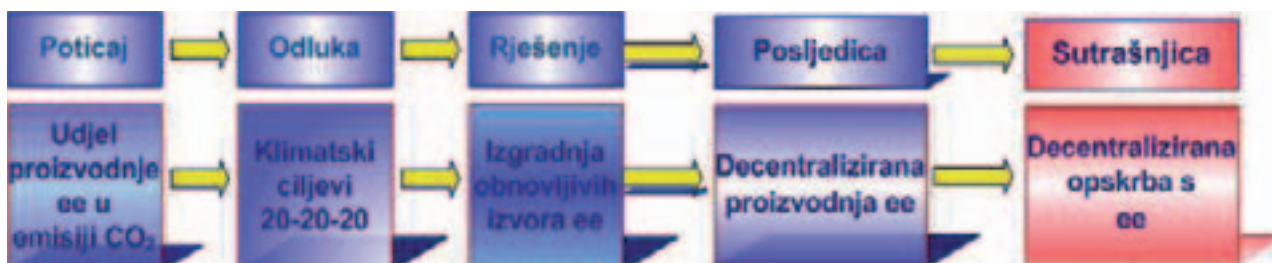 Poticaj
Odluka
Rješenje
Posljedica
Sutrašnjica
Udjel
proizvodnje
ee u
emisiji CO₂
Klimatski
ciljevi
20-20-20
Izgradnja
obnovljivih
izvora ee
Decentralizirana
proizvodnja ee
Decentralizirana
opskrba s
ee